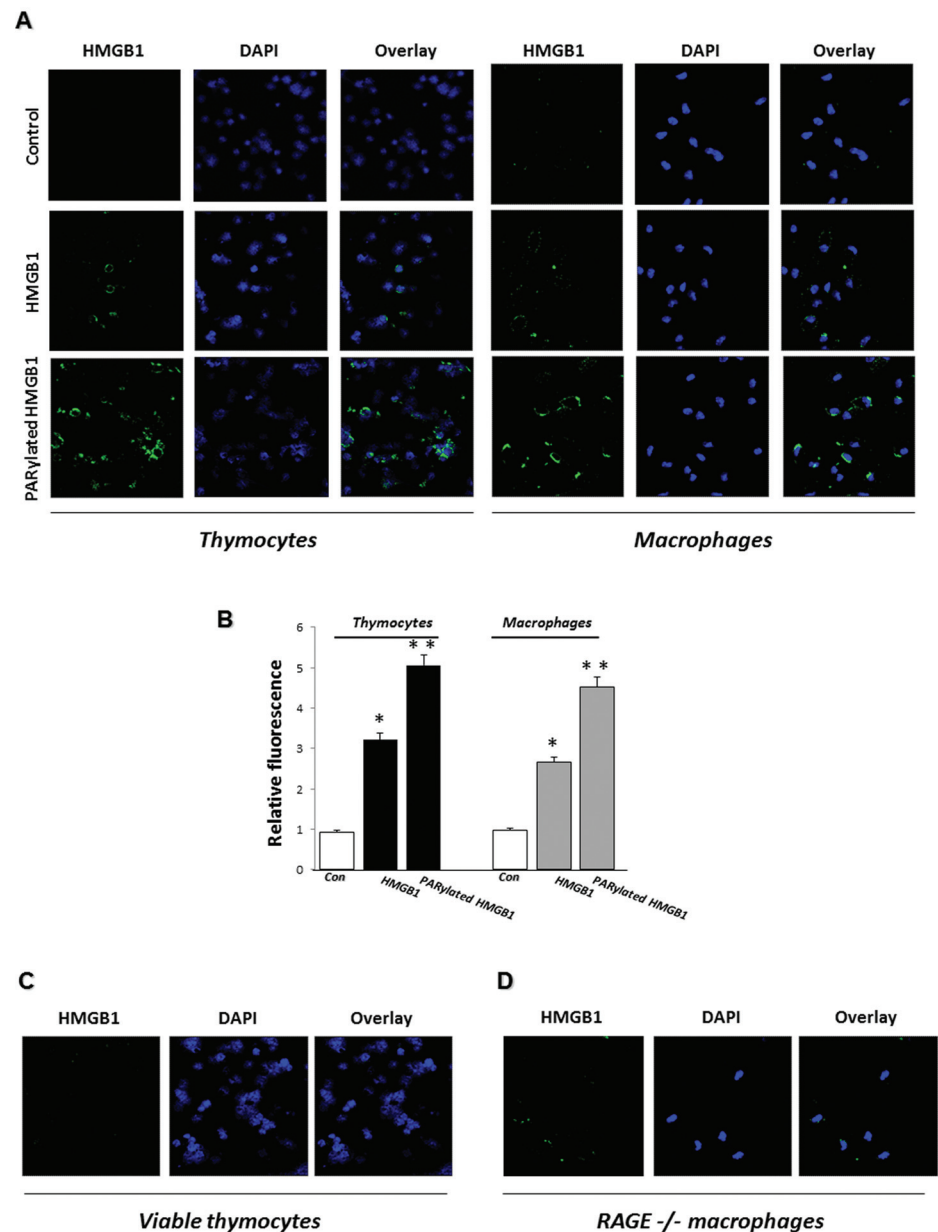 A
HMGB1 DAPI Overlay HMGB1 DAPI Overlay
Control
HMGB1
PARylated HMGB1
Thymocytes Macrophages
B
6
5
4
3
2
1
0
Relative fluorescence
Thymocytes Macrophages
* * * * * *
Con HMGB1 PARylated HMGB1 Con HMGB1 PARylated HMGB1
C D
HMGB1 DAPI Overlay HMGB1 DAPI Overlay
Viable thymocytes RAGE -/- macrophages